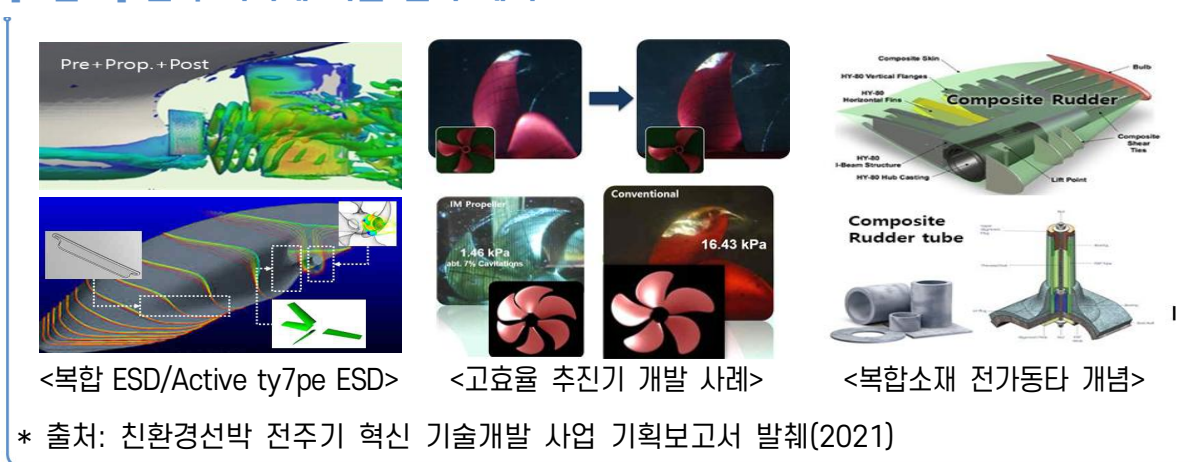 Pre+Prop.+Post
IM Propeller
1.46 kPa
abt. 7% Cavitations
Conventional
16.43 kPa
Composite Skin
Bulb
HY-80 Vertical Flanges
HY-80
Horizontal Fins
Composite Rudder
Composite
Shear
Ties
HY-80
I-Beam Structure
HY-80 Hub Casting
Lift Point
Composite
Rudder tube
<복합 ESD/Active ty7pe ESD>
<고효율 추진기 개발 사례>
<복합소재 전가동타 개념>
* 출처: 친환경선박 전주기 혁신 기술개발 사업 기획보고서 발췌(2021)